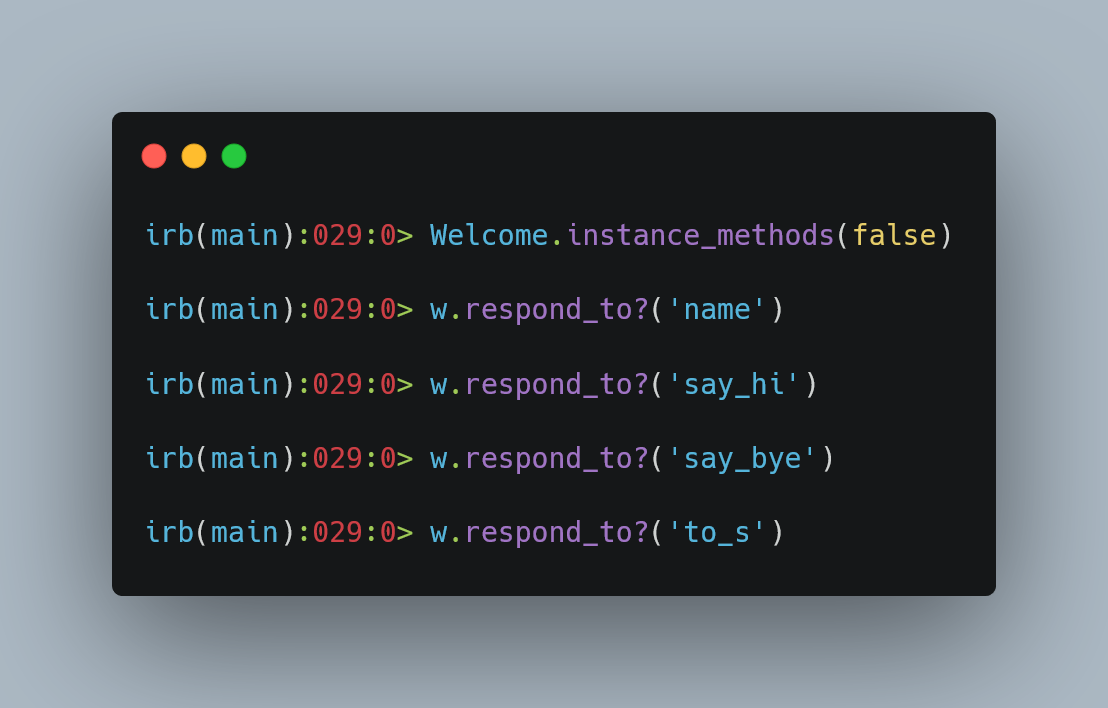 irb(main):029:0> Welcome.instance_methods(false)
irb(main):029:0> w.respond_to?('name')
irb(main):029:0> w.respond_to?('say_hi')
irb(main):029:0> w.respond_to?('say_bye')
irb(main):029:0> w.respond_to?('to_s')